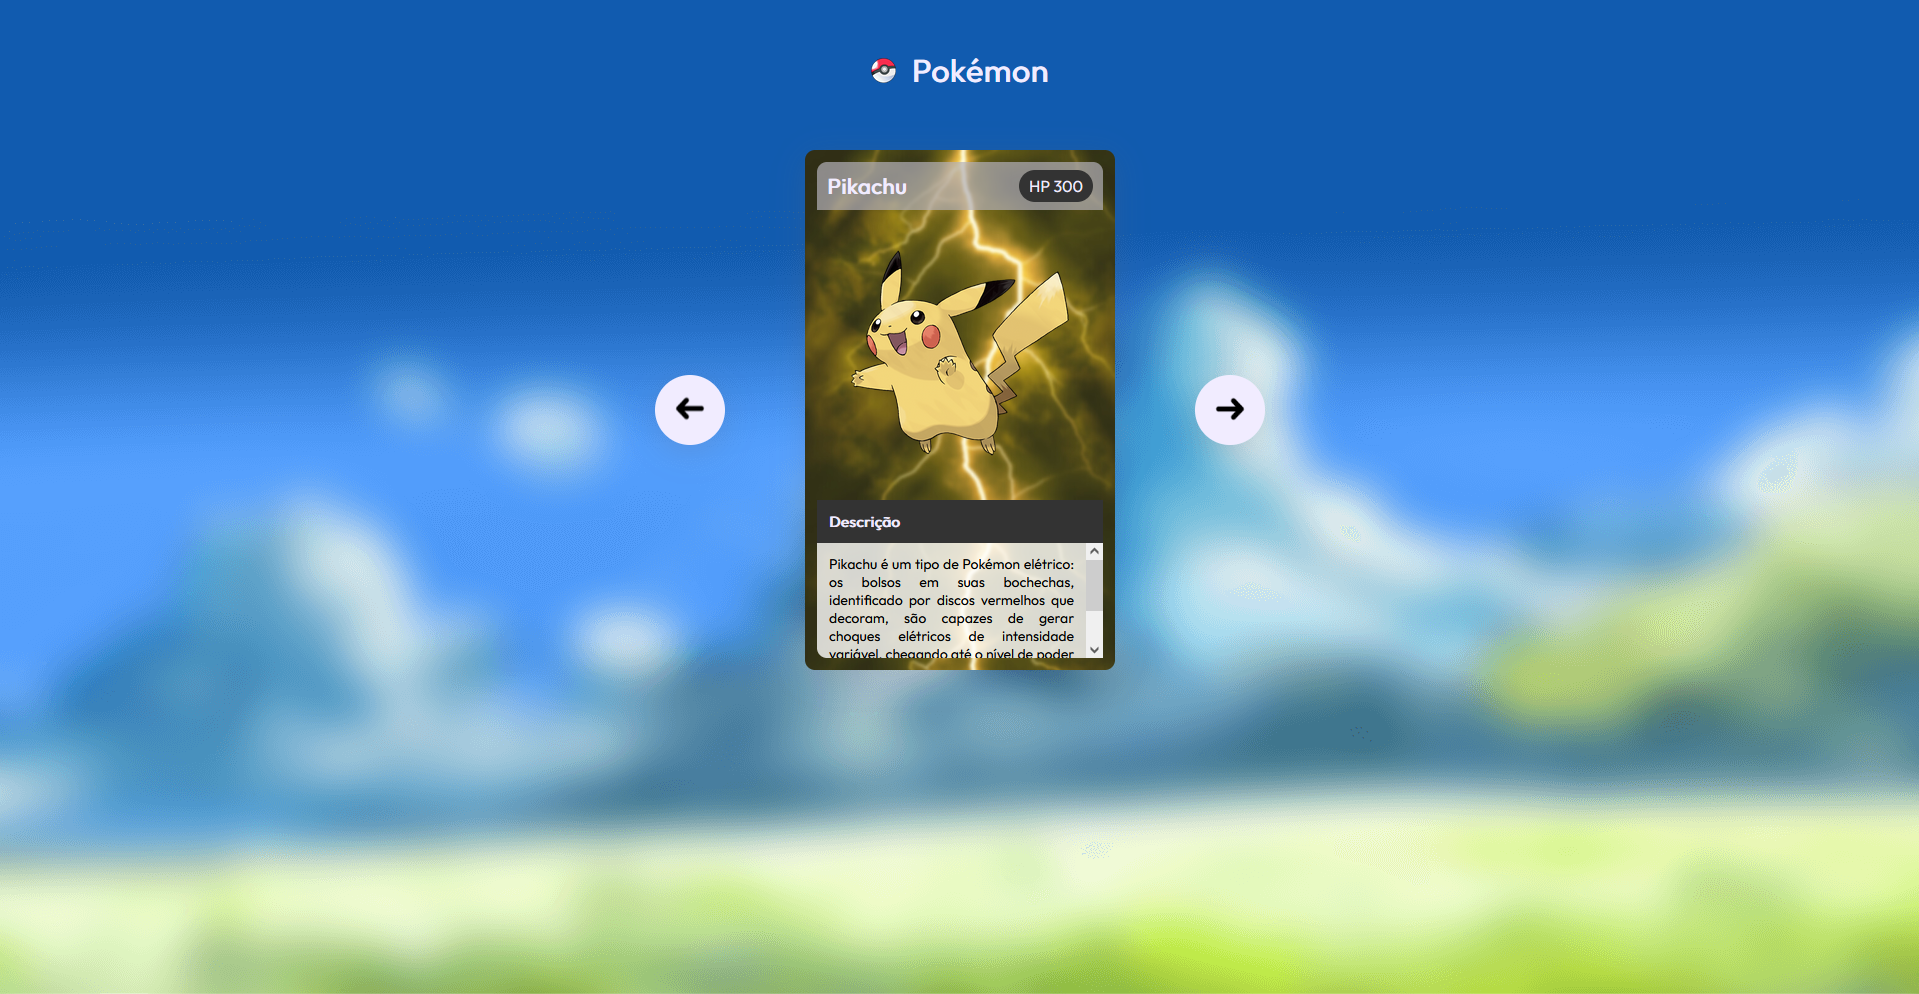 Pokémon
Pikachu
HP 300
Descrição
Pikachu é um tipo de Pokémon elétrico:
os bolsos em suas bochechas,
identificado por discos vermelhos que
decoram, são capazes de gerar
choques elétricos de intensidade
variável, chegando até o nível de poder